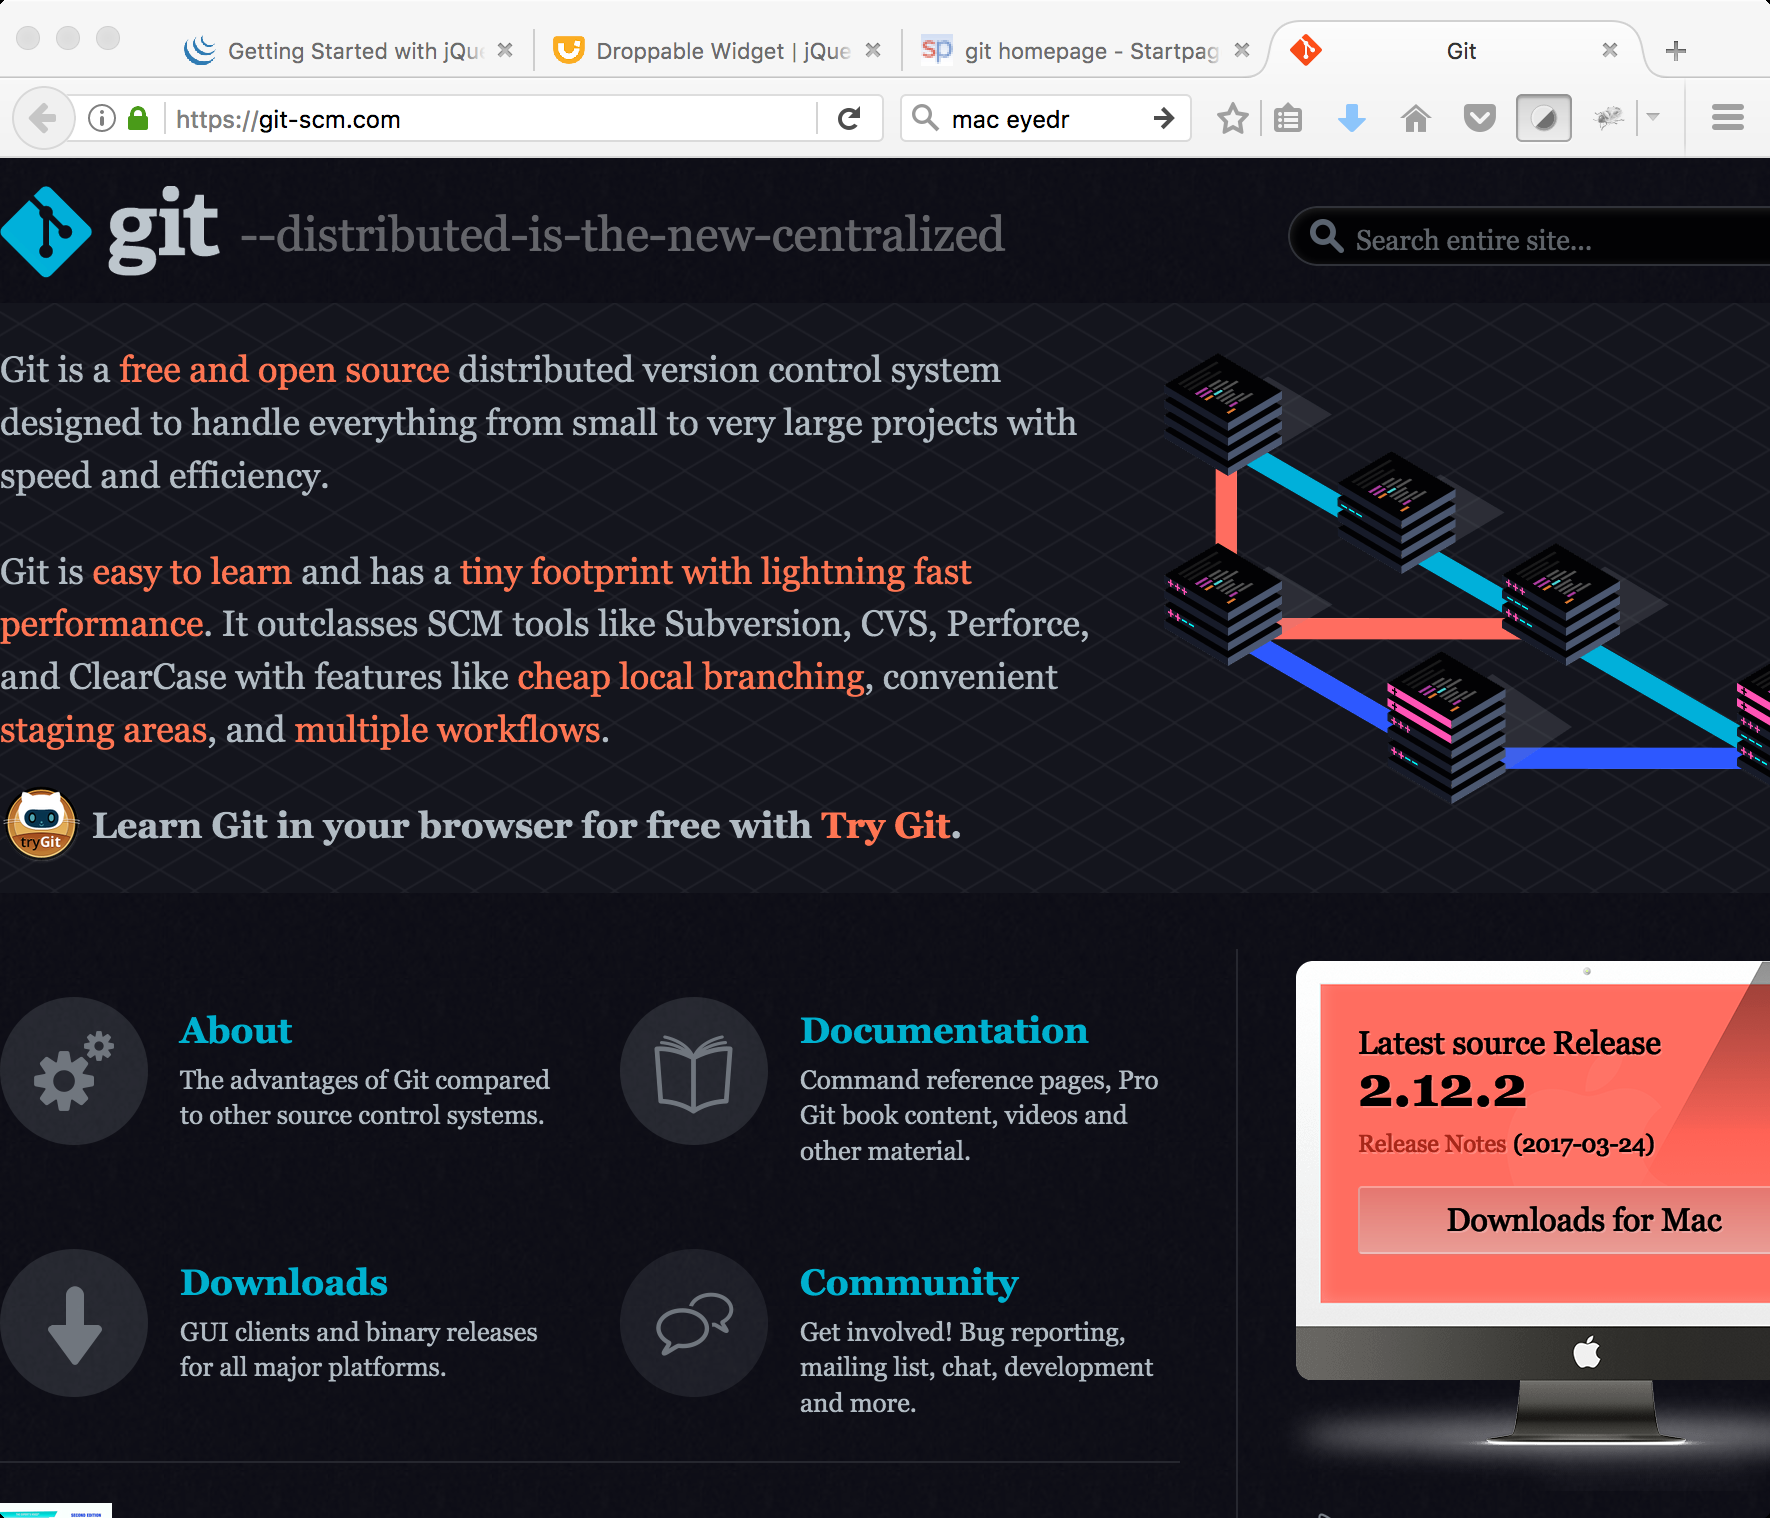 Getting Started with jQue
Droppable Widget | jQue
sp
git homepage - Startpag
Git
https://git-scm.com
mac eyedr
git --distributed-is-the-new-centralized
Search entire site...
Git is a free and open source distributed version control system
designed to handle everything from small to very large projects with
speed and efficiency.
Git is easy to learn and has a tiny footprint with lightning fast
performance. It outclasses SCM tools like Subversion, CVS, Perforce,
and ClearCase with features like cheap local branching, convenient
staging areas, and multiple workflows.
tryGit
Learn Git in your browser for free with Try Git.
About
The advantages of Git compared
to other source control systems.
Documentation
Command reference pages, Pro
Git book content, videos and
other material.
Downloads
GUI clients and binary releases
for all major platforms.
Community
Get involved! Bug reporting,
mailing list, chat, development
and more.
Latest source Release
2.12.2
Release Notes (2017-03-24)
Downloads for Mac
SECOND EDITION